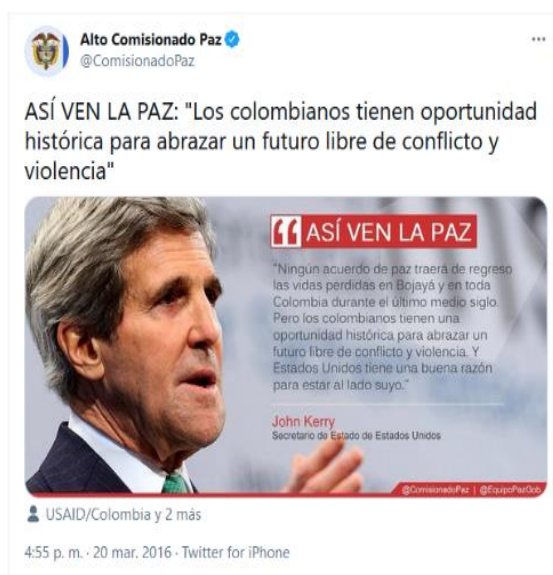 Alto Comisionado Paz
@ComisionadoPaz
ASÍ VEN LA PAZ: "Los colombianos tienen oportunidad
histórica para abrazar un futuro libre de conflicto y
violencia"
ASÍ VEN LA PAZ
"Ningún acuerdo de paz traerá de regreso
las vidas perdidas en Bojayá y en toda
Colombia durante el último medio siglo.
Pero los colombianos tienen una
oportunidad histórica para abrazar un
futuro libre de conflicto y violencia. Y
Estados Unidos tiene una buena razón
para estar al lado suyo."
John Kerry
Secretario de Estado de Estados Unidos
@ComisionadoPaz | @EquipoPazGob
USAID/Colombia y 2 más
4:55 p. m. · 20 mar. 2016 · Twitter for iPhone